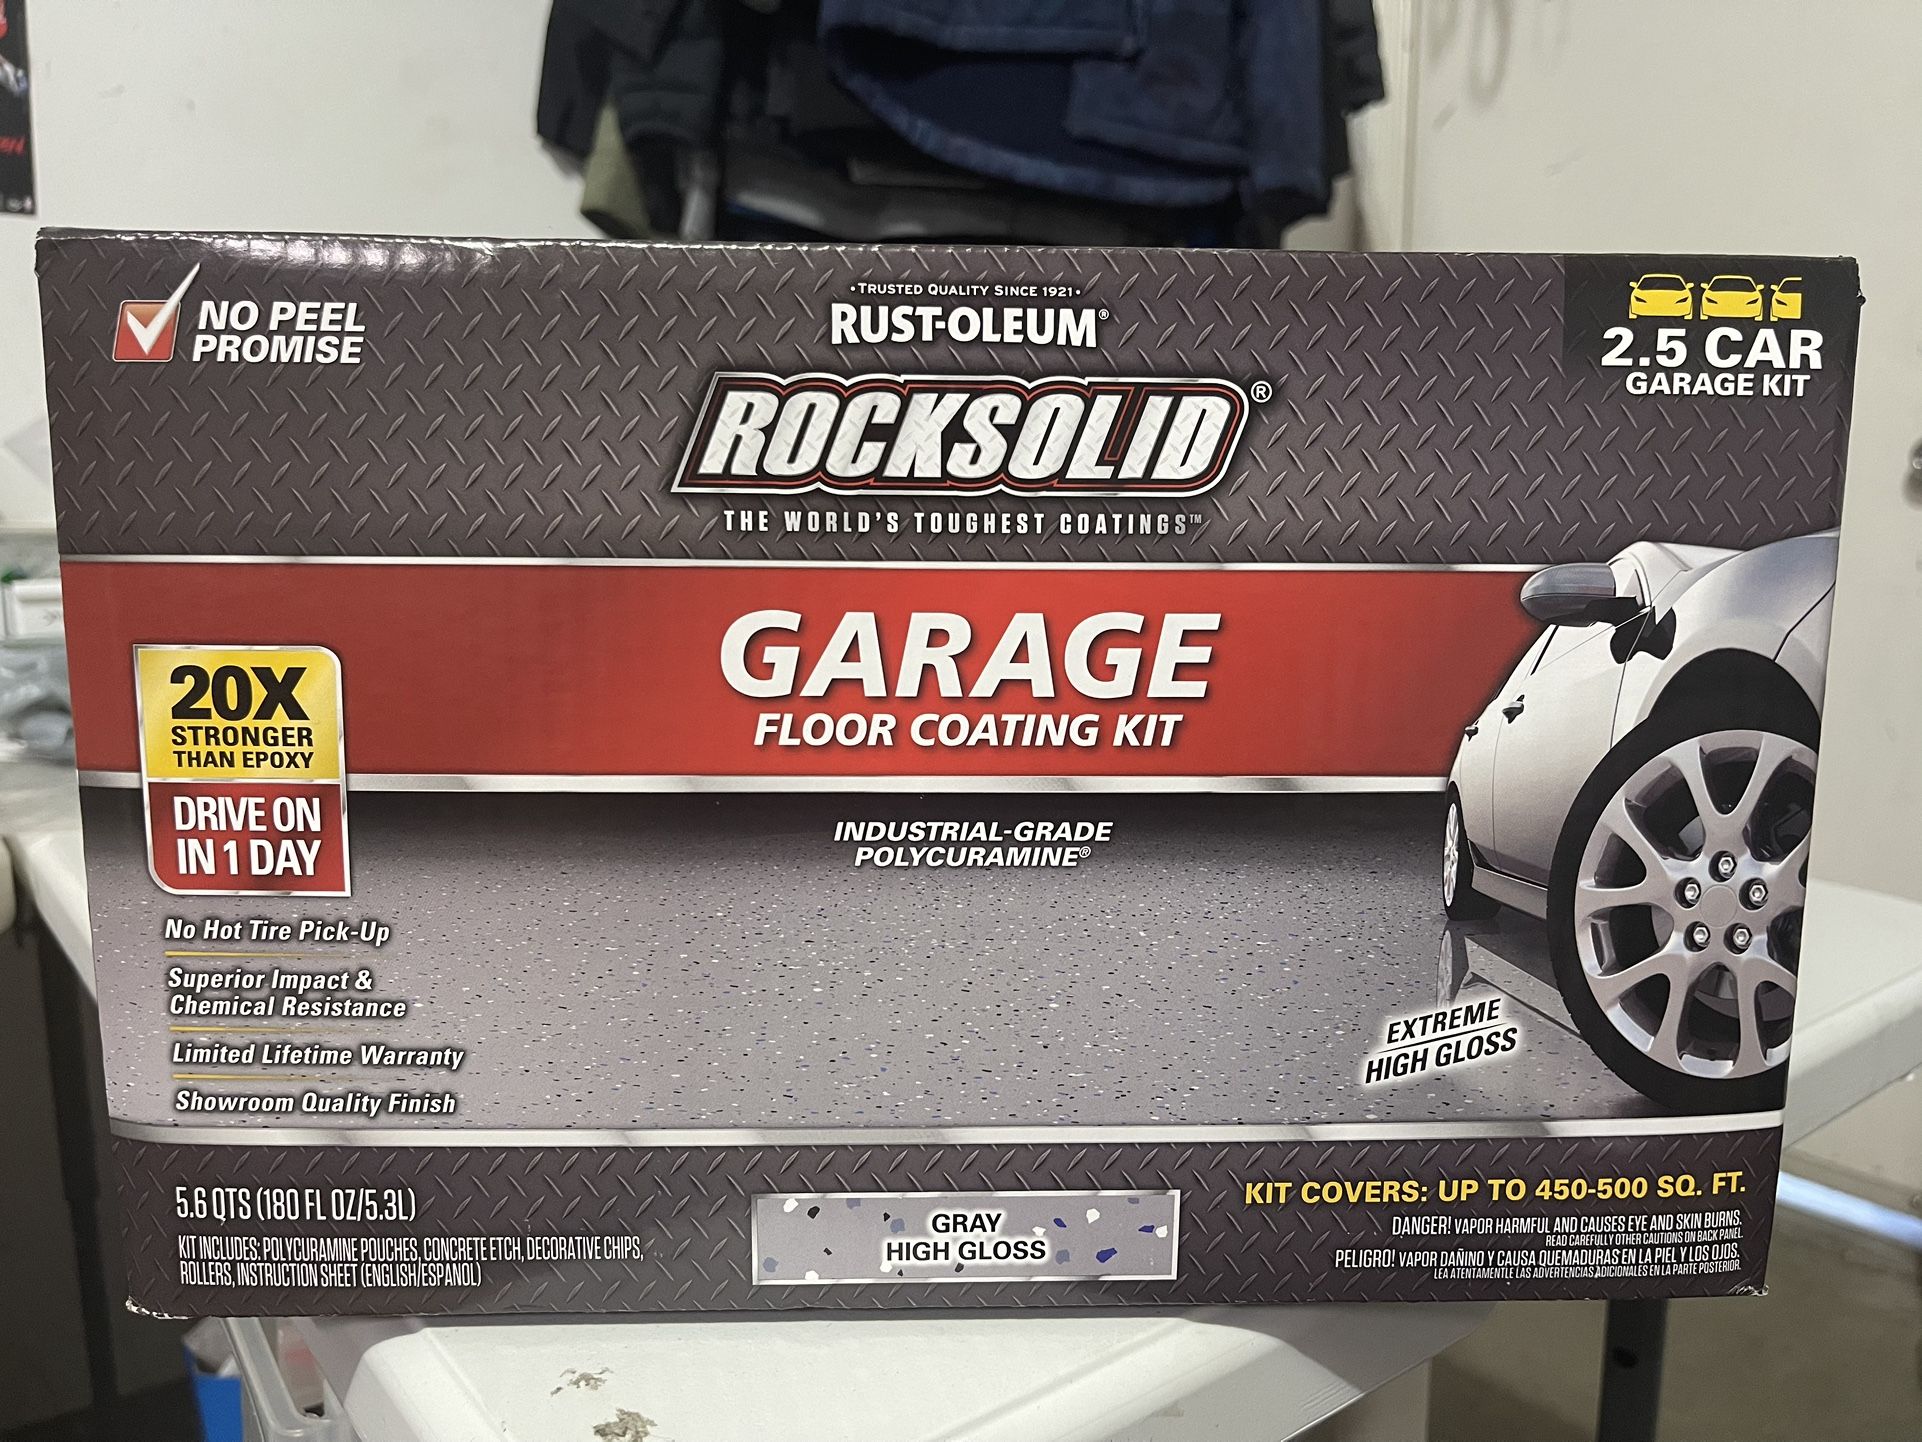 NO PEEL
PROMISE
• TRUSTED QUALITY SINCE 1921 •
RUST-OLEUM®
ROCKSOLID®
THE WORLD'S TOUGHEST COATINGS™
2.5 CAR
GARAGE KIT
GARAGE
FLOOR COATING KIT
20X
STRONGER
THAN EPOXY
DRIVE ON
IN 1 DAY
INDUSTRIAL-GRADE
POLYCURAMINE®
No Hot Tire Pick-Up
Superior Impact &
Chemical Resistance
Limited Lifetime Warranty
Showroom Quality Finish
EXTREME
HIGH GLOSS
5.6 QTS (180 FL OZ/5.3L)
KIT INCLUDES: POLYCURAMINE POUCHES, CONCRETE ETCH, DECORATIVE CHIPS,
ROLLERS, INSTRUCTION SHEET (ENGLISH/ESPAÑOL)
GRAY
HIGH GLOSS
KIT COVERS: UP TO 450-500 SQ. FT.
DANGER! VAPOR HARMFUL AND CAUSES EYE AND SKIN BURNS.
READ CAREFULLY OTHER CAUTIONS ON BACK PANEL.
PELIGRO! VAPOR DAÑINO Y CAUSA QUEMADURAS EN LA PIEL Y LOS OJOS.
LEA ATENTAMENTLE LAS ADVERTENCIAS ADICIONALES EN LA PARTE POSTERIOR.